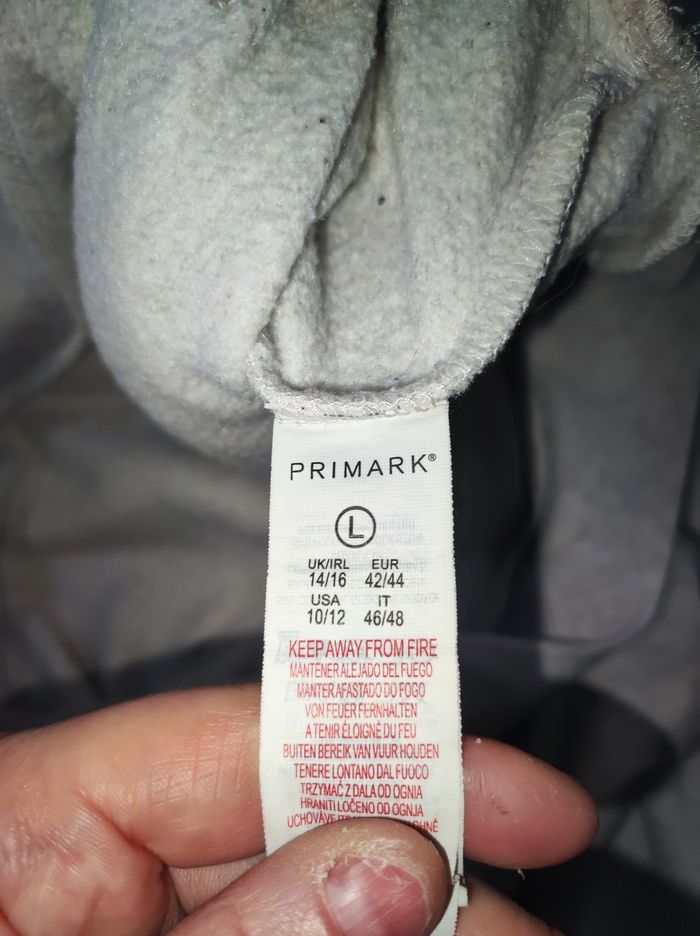 PRIMARK®
L
UK/IRL EUR
14/16 42/44
USA IT
10/12 46/48
KEEP AWAY FROM FIRE
MANTENER ALEJADO DEL FUEGO
MANTER AFASTADO DO FOGO
VON FEUER FERNHALTEN
A TENIR ÉLOIGNÉ DU FEU
BUITEN BEREIK VAN VUUR HOUDEN
TENERE LONTANO DAL FUOCO
TRZYMAĆ Z DALA OD OGNIA
HRANITI LOČENO OD OGNJA
UCHOVÁVEJTE